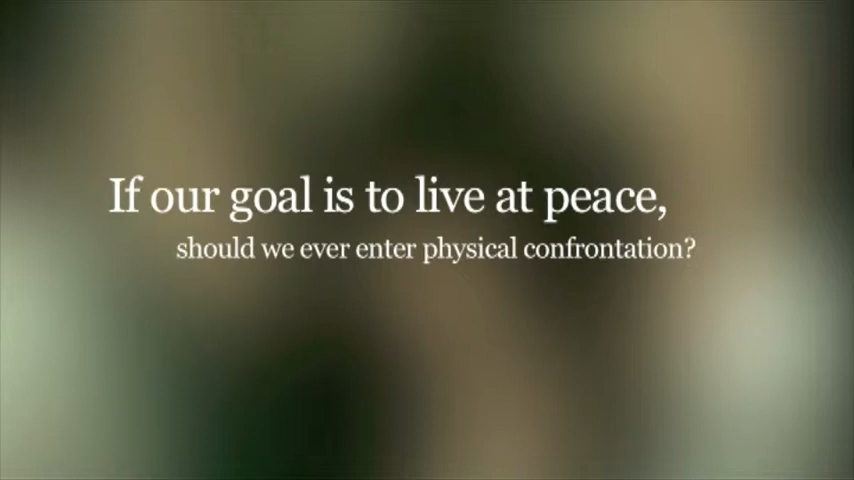 If our goal is to live at peace,
should we ever enter physical confrontation?